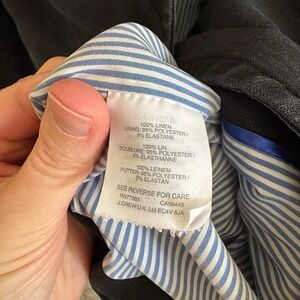 100% LINEN
LINING: 95% POLYESTER /
5% ELASTANE
100% LIN
DOUBLURE: 95% POLYESTER /
5% ELASTHANNE
100% LEINEN
FUTTER: 95% POLYESTER /
5% ELASTAN
SEE REVERSE FOR CARE
RN77388 CA56445
J.CREW U.K. Ltd EC4V 6JA